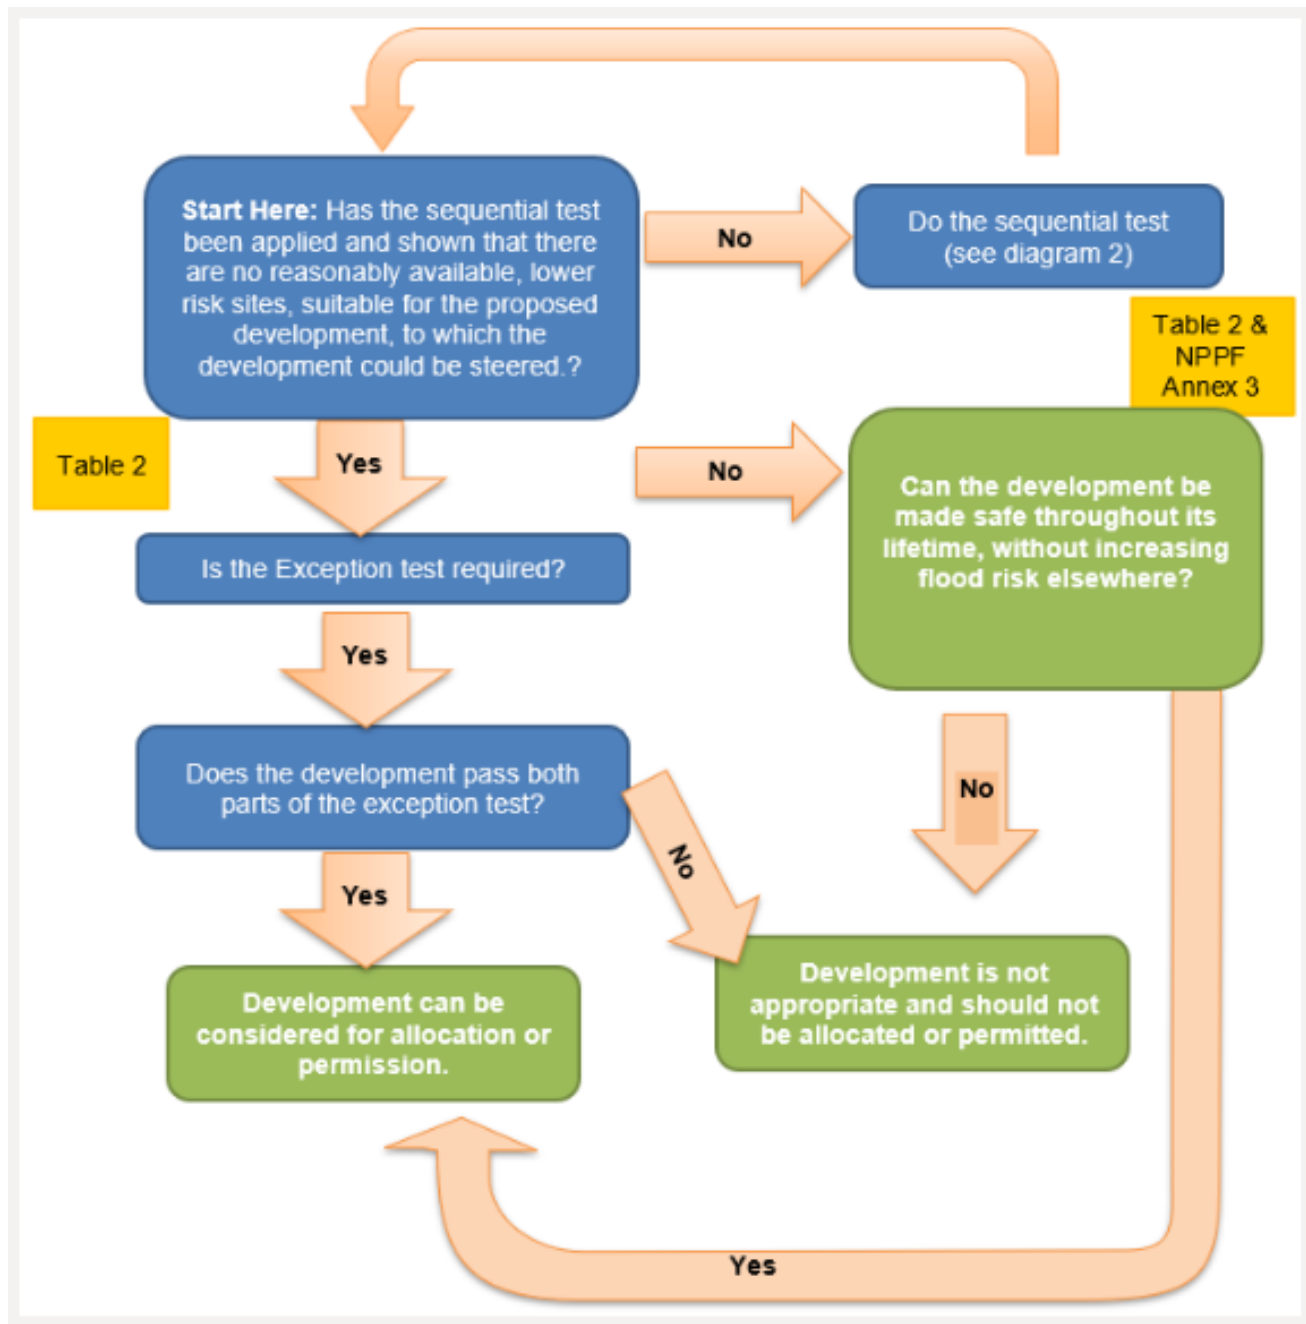 Start Here: Has the sequential test
been applied and shown that there
are no reasonably available, lower
risk sites, suitable for the proposed
development, to which the
development could be steered.?
No
Do the sequential test
(see diagram 2)
Table 2 &
NPPF
Annex 3
Table 2
Yes
No
Can the development be
made safe throughout its
lifetime, without increasing
flood risk elsewhere?
Is the Exception test required?
Yes
Does the development pass both
parts of the exception test?
No
No
Yes
Development can be
considered for allocation or
permission.
Development is not
appropriate and should not
be allocated or permitted.
Yes